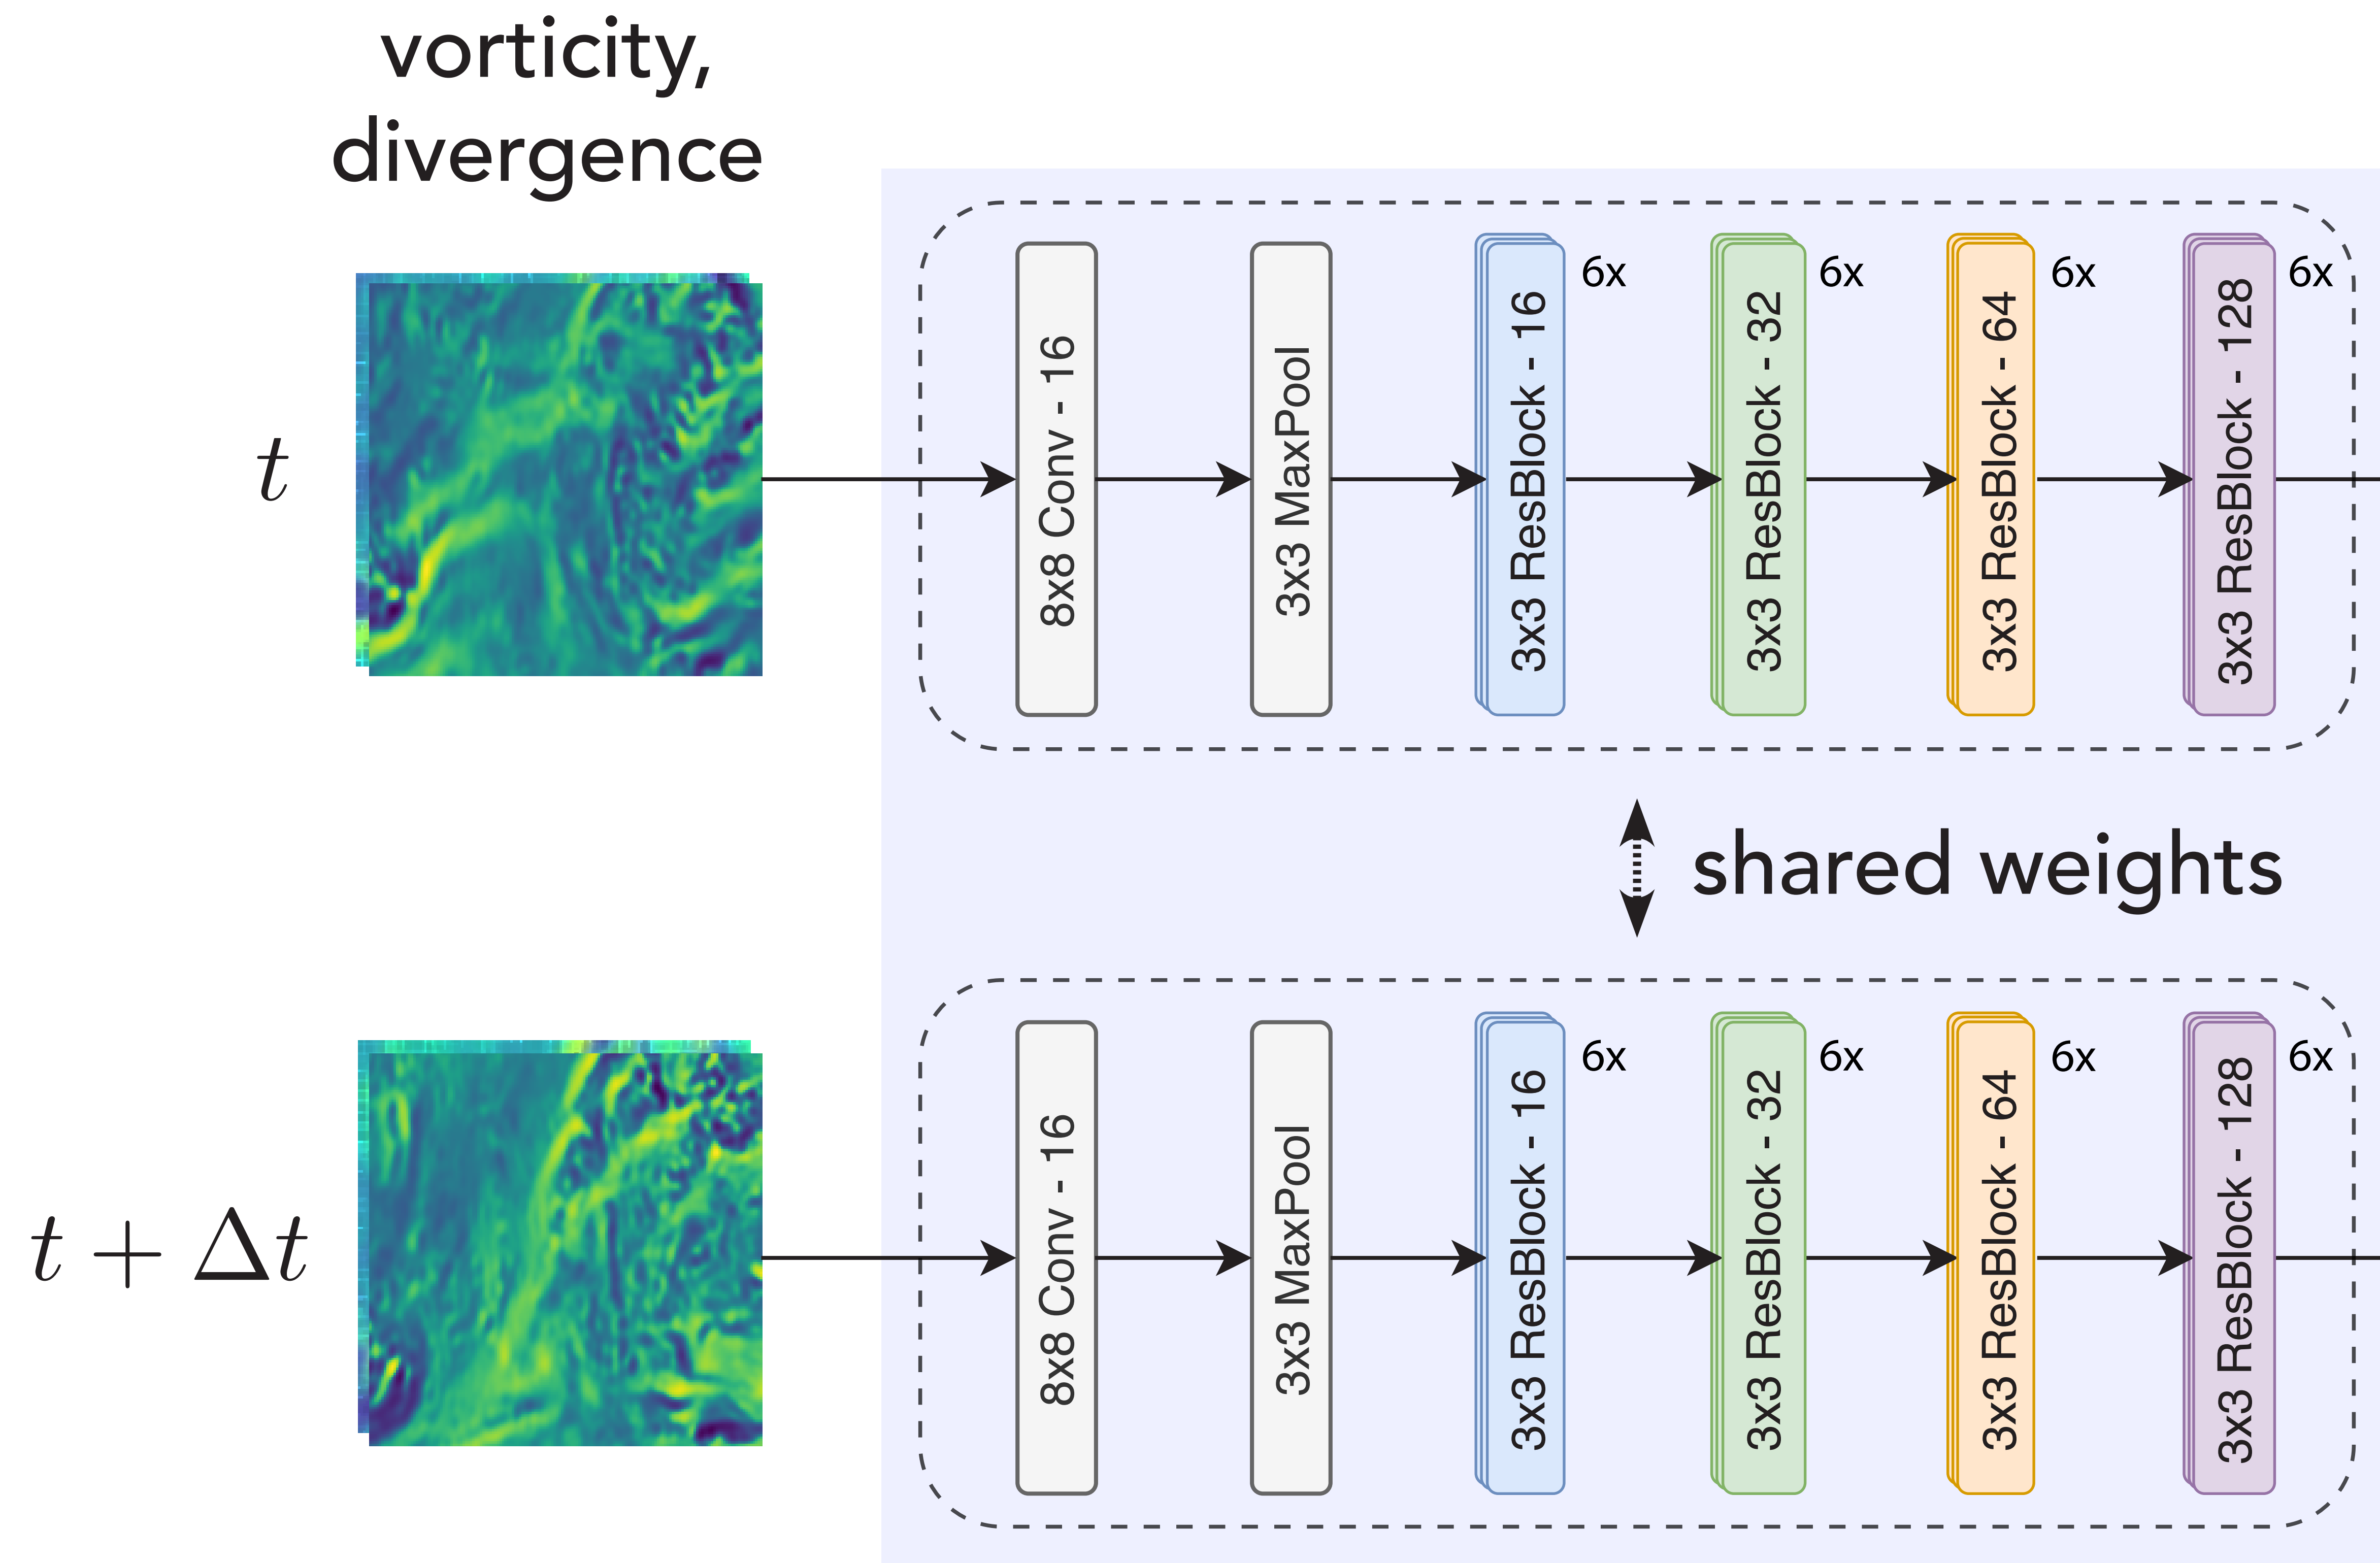 vorticity,
divergence
t
8x8 Conv - 16
3x3 MaxPool
3x3 ResBlock - 16
6x
3x3 ResBlock - 32
6x
3x3 ResBlock - 64
6x
3x3 ResBlock - 128
6x
shared weights
t + Δt
8x8 Conv - 16
3x3 MaxPool
3x3 ResBlock - 16
6x
3x3 ResBlock - 32
6x
3x3 ResBlock - 64
6x
3x3 ResBlock - 128
6x